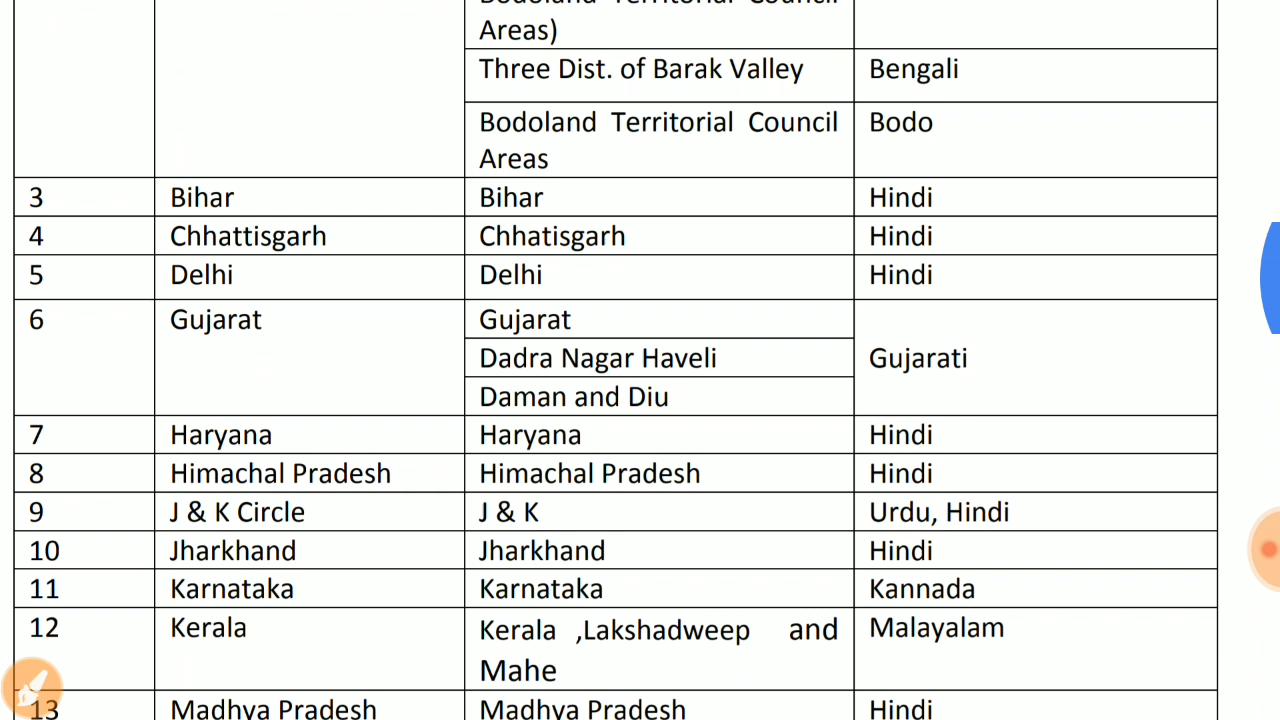 Bodoland Territorial Council
Areas)
Three Dist. of Barak Valley Bengali
Bodoland Territorial Council Bodo
Areas
3 Bihar Bihar Hindi
4 Chhattisgarh Chhatisgarh Hindi
5 Delhi Delhi Hindi
6 Gujarat Gujarat
Dadra Nagar Haveli Gujarati
Daman and Diu
7 Haryana Haryana Hindi
8 Himachal Pradesh Himachal Pradesh Hindi
9 J & K Circle J & K Urdu, Hindi
10 Jharkhand Jharkhand Hindi
11 Karnataka Karnataka Kannada
12 Kerala Kerala ,Lakshadweep and Malayalam
Mahe
13 Madhya Pradesh Madhya Pradesh Hindi